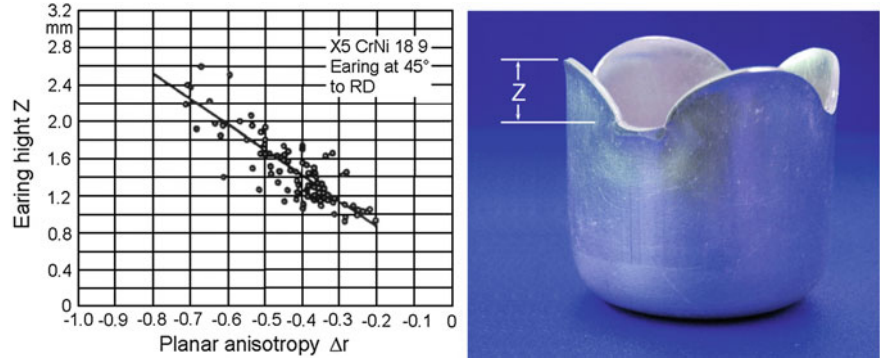 3.2
mm
2.8
2.4
2.0
1.6
1.2
0.8
0.4
0
Earing hight Z
X5 CrNi 18 9
Earing at 45°
to RD
-1.0 -0.9 -0.8 -0.7 -0.6 -0.5 -0.4 -0.3 -0.2 0
Planar anisotropy Δr
Z